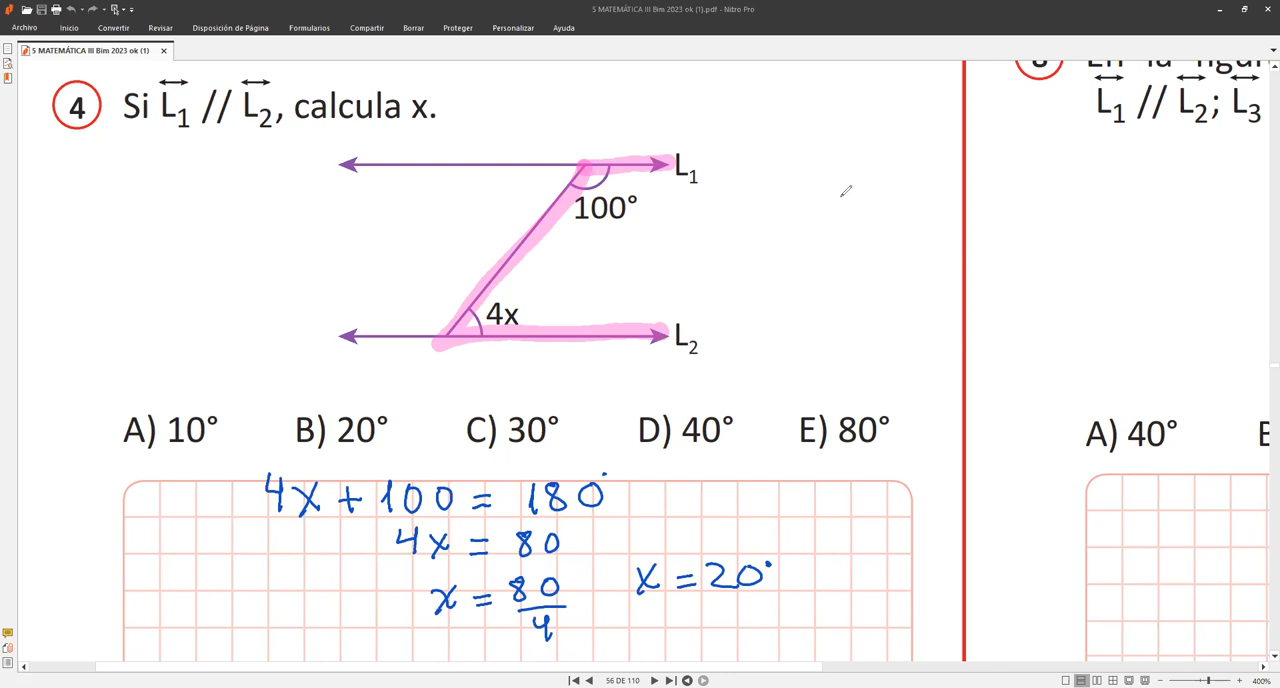 5 MATEMÁTICA III Bim 2023 ok (1).pdf - Nitro Pro
Archivo Inicio Convertir Revisar Disposición de Página Formularios Compartir Borrar Proteger Personalizar Ayuda
5 MATEMÁTICA III Bim 2023 ok (1)
4 Si L1 // L2, calcula x.
L1
100°
4x
L2
A) 10° B) 20° C) 30° D) 40° E) 80°
4x + 100 = 180°
4x = 80
x = 80/4
x = 20°
L1 // L2; L3
A) 40°
56 DE 110
400%